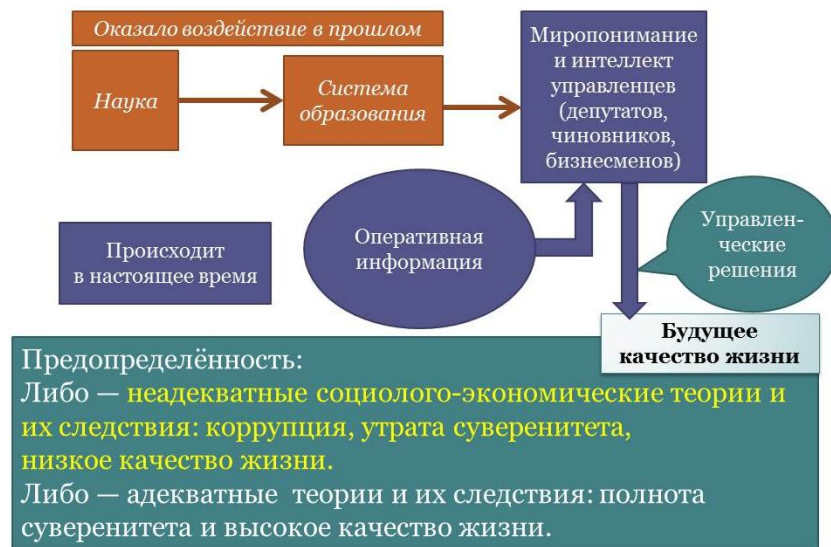 Оказало воздействие в прошлом
Наука
Система
образования
Миропонимание
и интеллект
управленцев
(депутатов,
чиновников,
бизнесменов)
Происходит
в настоящее время
Оперативная
информация
Управлен-
ческие
решения
Будущее
качество жизни
Предопределённость:
Либо — неадекватные социолого-экономические теории и
их следствия: коррупция, утрата суверенитета,
низкое качество жизни.
Либо — адекватные теории и их следствия: полнота
суверенитета и высокое качество жизни.